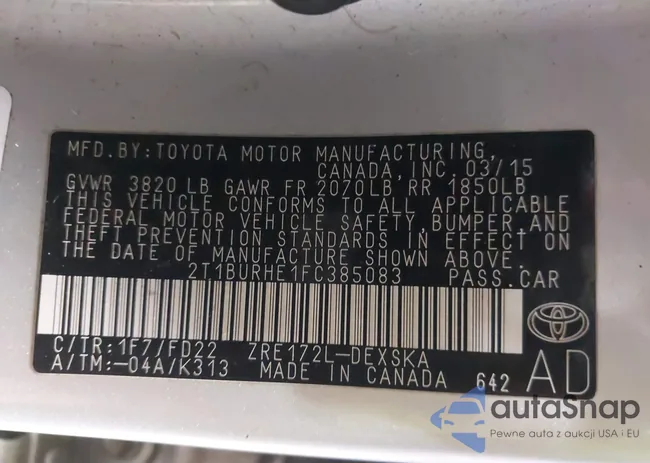 MFD.BY:TOYOTA MOTOR MANUFACTURING,
CANADA,INC.03/15
GVWR 3820 LB GAWR FR 2070LB RR 1850LB
THIS VEHICLE CONFORMS TO ALL APPLICABLE
FEDERAL MOTOR VEHICLE SAFETY,BUMPER,AND
THEFT PREVENTION STANDARDS IN EFFECT ON
THE DATE OF MANUFACTURE SHOWN ABOVE.
2T1BURHE1FC385083 PASS.CAR
C/TR:1F7/FD22 ZRE172L-DEXSKA
A/TM:-04A/K313 MADE IN CANADA 642 AD
autaSnap
Pewne auta z aukcji USA i EU